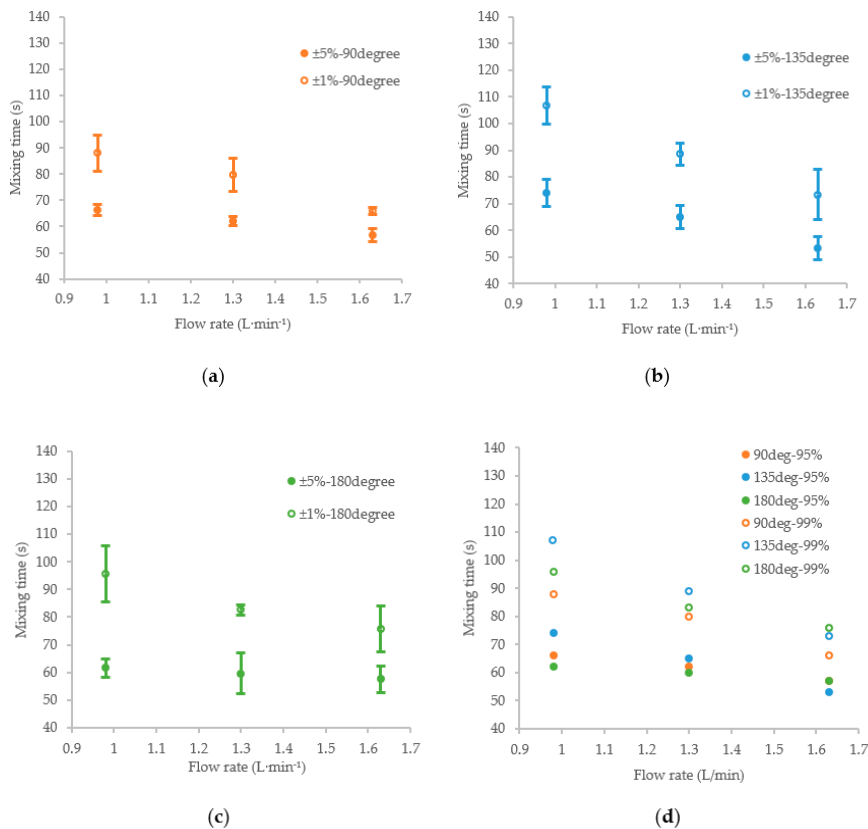 140
130
120
110
100
90
80
70
60
50
40
Mixing time (s)
±5%-90degree
±1%-90degree
0.9 1 1.1 1.2 1.3 1.4 1.5 1.6 1.7
Flow rate (L·min⁻¹)
(a)
140
130
120
110
100
90
80
70
60
50
40
Mixing time (s)
±5%-135degree
±1%-135degree
0.9 1 1.1 1.2 1.3 1.4 1.5 1.6 1.7
Flow rate (L·min⁻¹)
(b)
140
130
120
110
100
90
80
70
60
50
40
Mixing time (s)
±5%-180degree
±1%-180degree
0.9 1 1.1 1.2 1.3 1.4 1.5 1.6 1.7
Flow rate (L·min⁻¹)
(c)
140
130
120
110
100
90
80
70
60
50
40
Mixing time (s)
90deg-95%
135deg-95%
180deg-95%
90deg-99%
135deg-99%
180deg-99%
0.9 1 1.1 1.2 1.3 1.4 1.5 1.6 1.7
Flow rate (L/min)
(d)